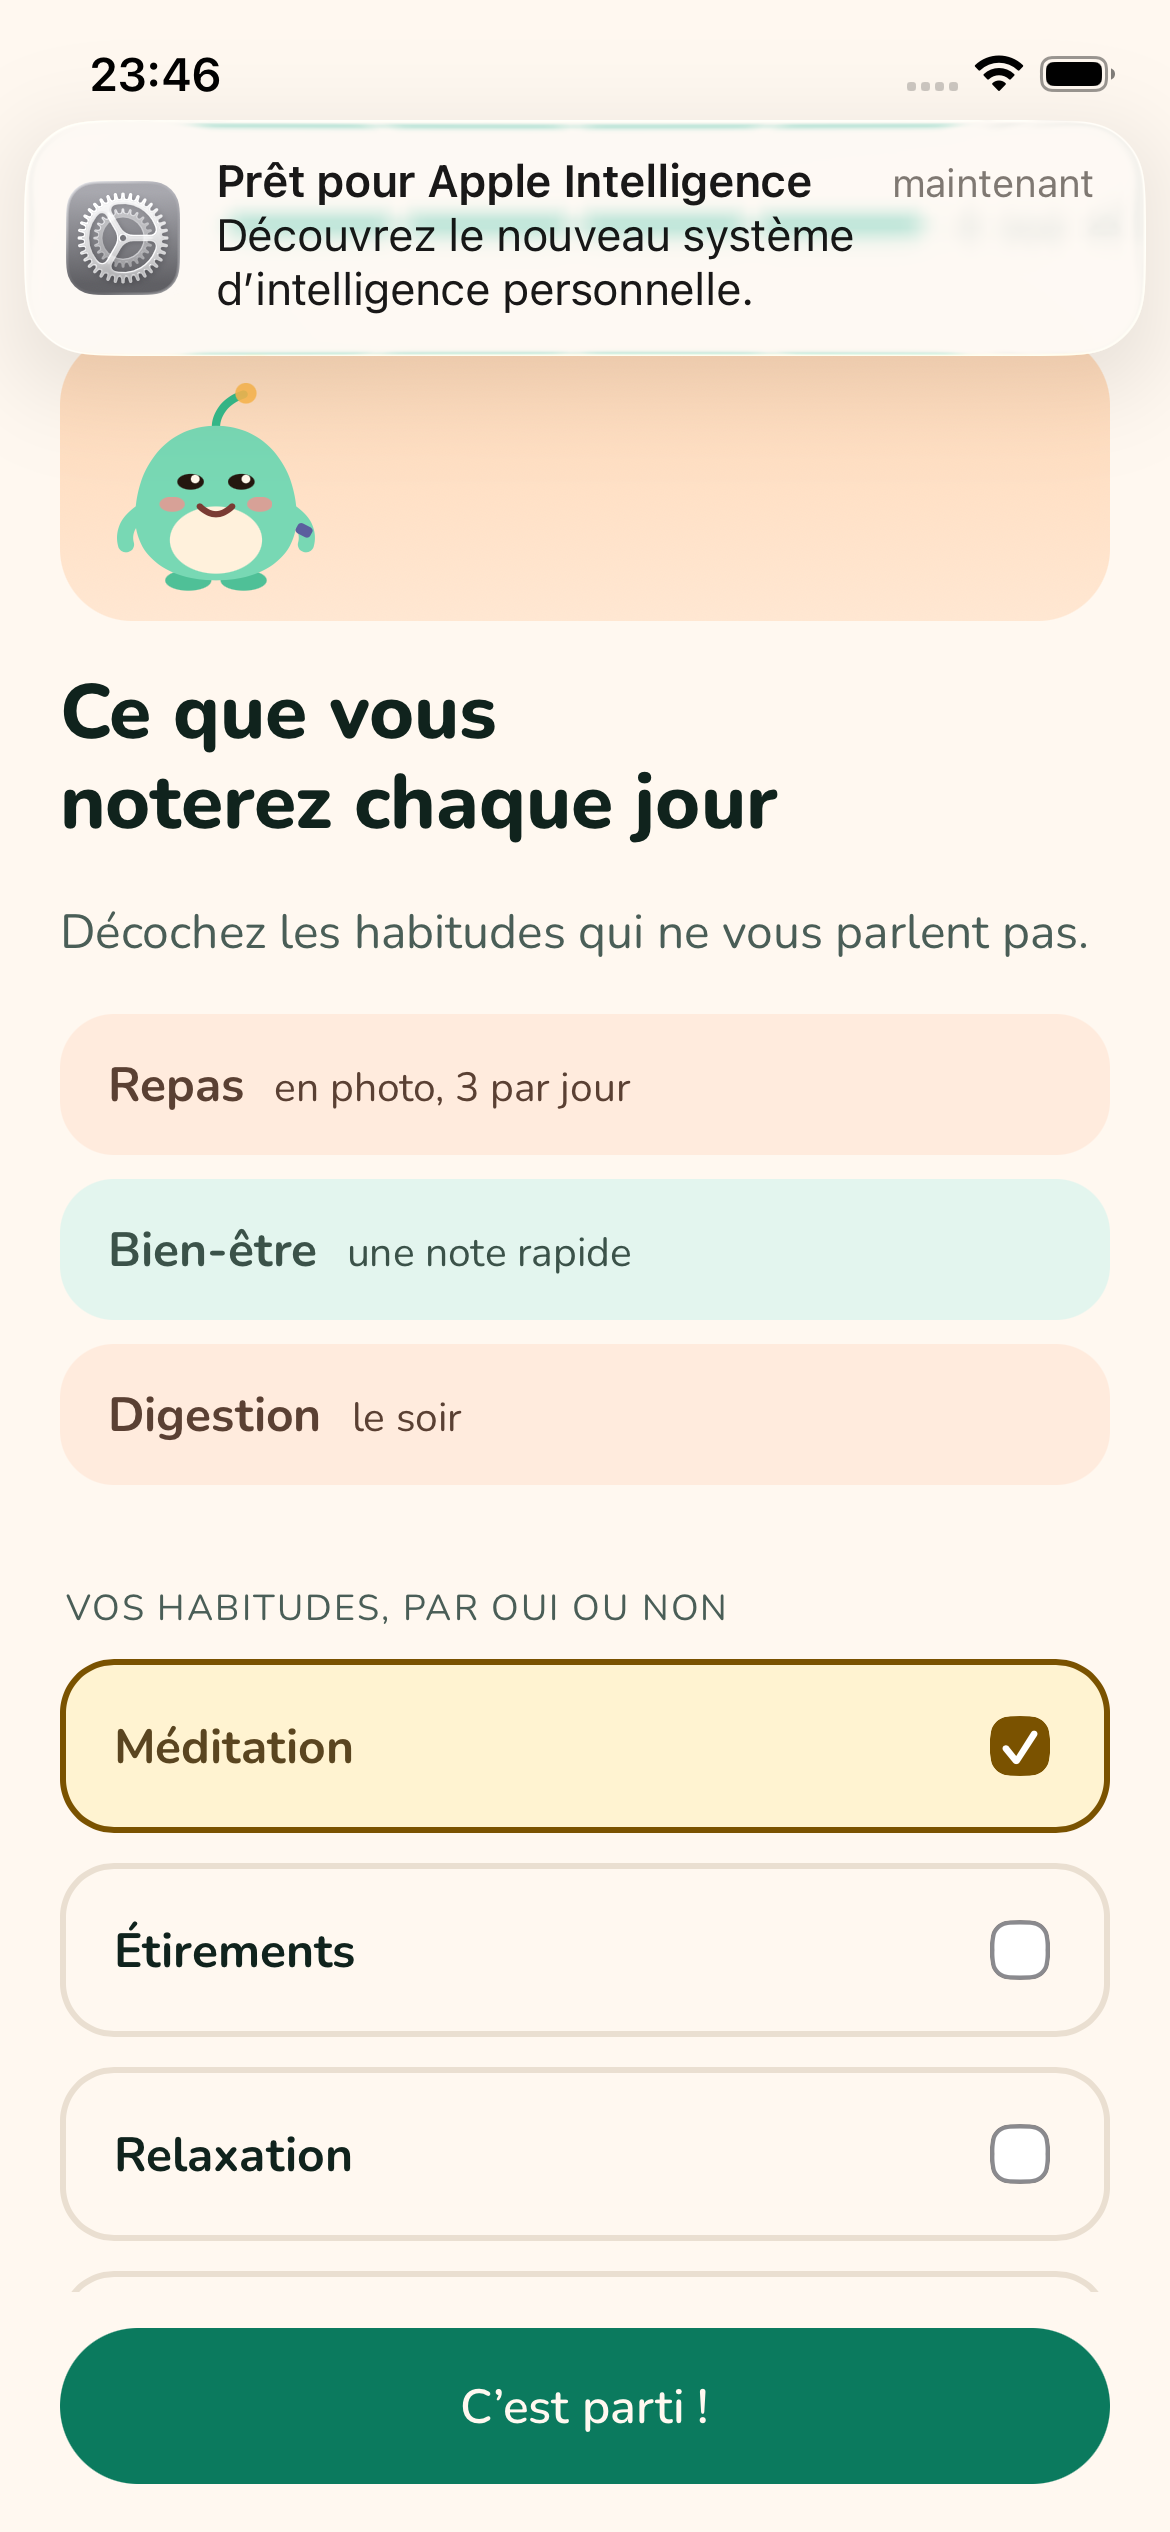 23:46
Prêt pour Apple Intelligence
maintenant
Découvrez le nouveau système
d’intelligence personnelle.
Ce que vous
noterez chaque jour
Décochez les habitudes qui ne vous parlent pas.
Repas en photo, 3 par jour
Bien-être une note rapide
Digestion le soir
VOS HABITUDES, PAR OUI OU NON
Méditation
Étirements
Relaxation
C’est parti !